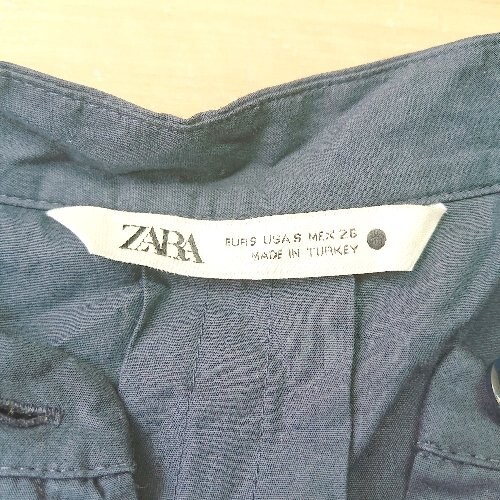 ZARA
EUR S USA S MEX 26
MADE IN TURKEY